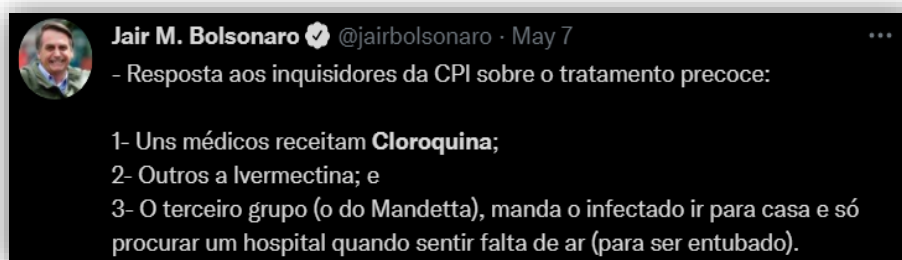 Jair M. Bolsonaro @jairbolsonaro · May 7
- Resposta aos inquisidores da CPI sobre o tratamento precoce:
1- Uns médicos receitam Cloroquina;
2- Outros a Ivermectina; e
3- O terceiro grupo (o do Mandetta), manda o infectado ir para casa e só
procurar um hospital quando sentir falta de ar (para ser entubado).